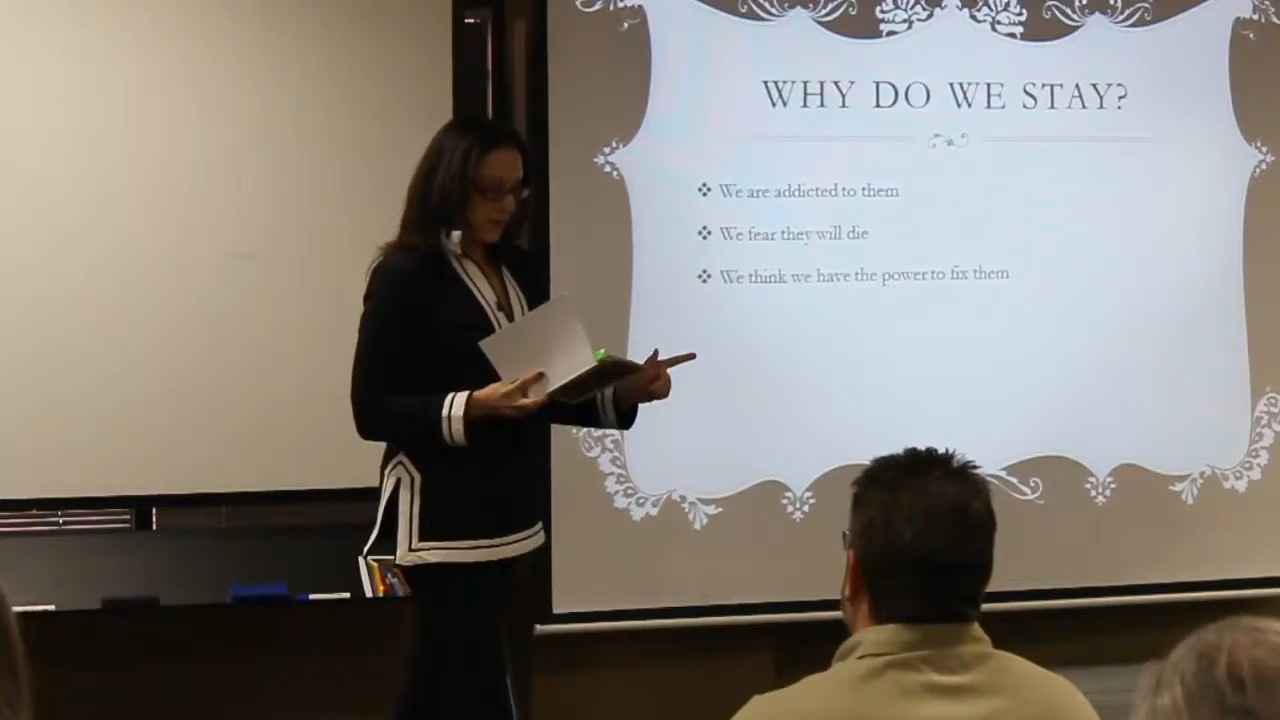 WHY DO WE STAY?
❖ We are addicted to them
❖ We fear they will die
❖ We think we have the power to fix them